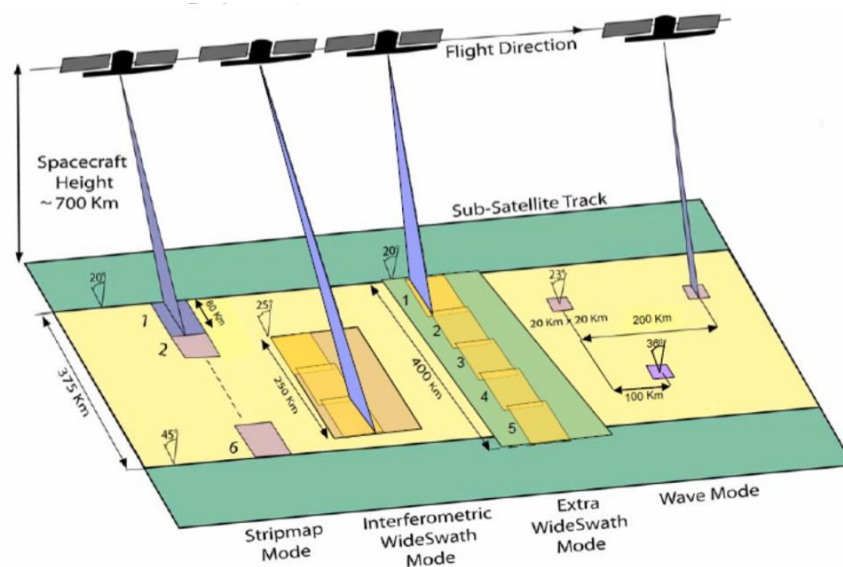 Flight Direction
Spacecraft
Height
~700 Km
Sub-Satellite Track
20°
20°
23°
1
80 Km
25°
1
20 Km x 20 Km
200 Km
2
2
375 Km
3
36°
250 Km
400 Km
4
100 Km
45°
6
5
Stripmap
Mode
Interferometric
WideSwath
Mode
Extra
WideSwath
Mode
Wave Mode